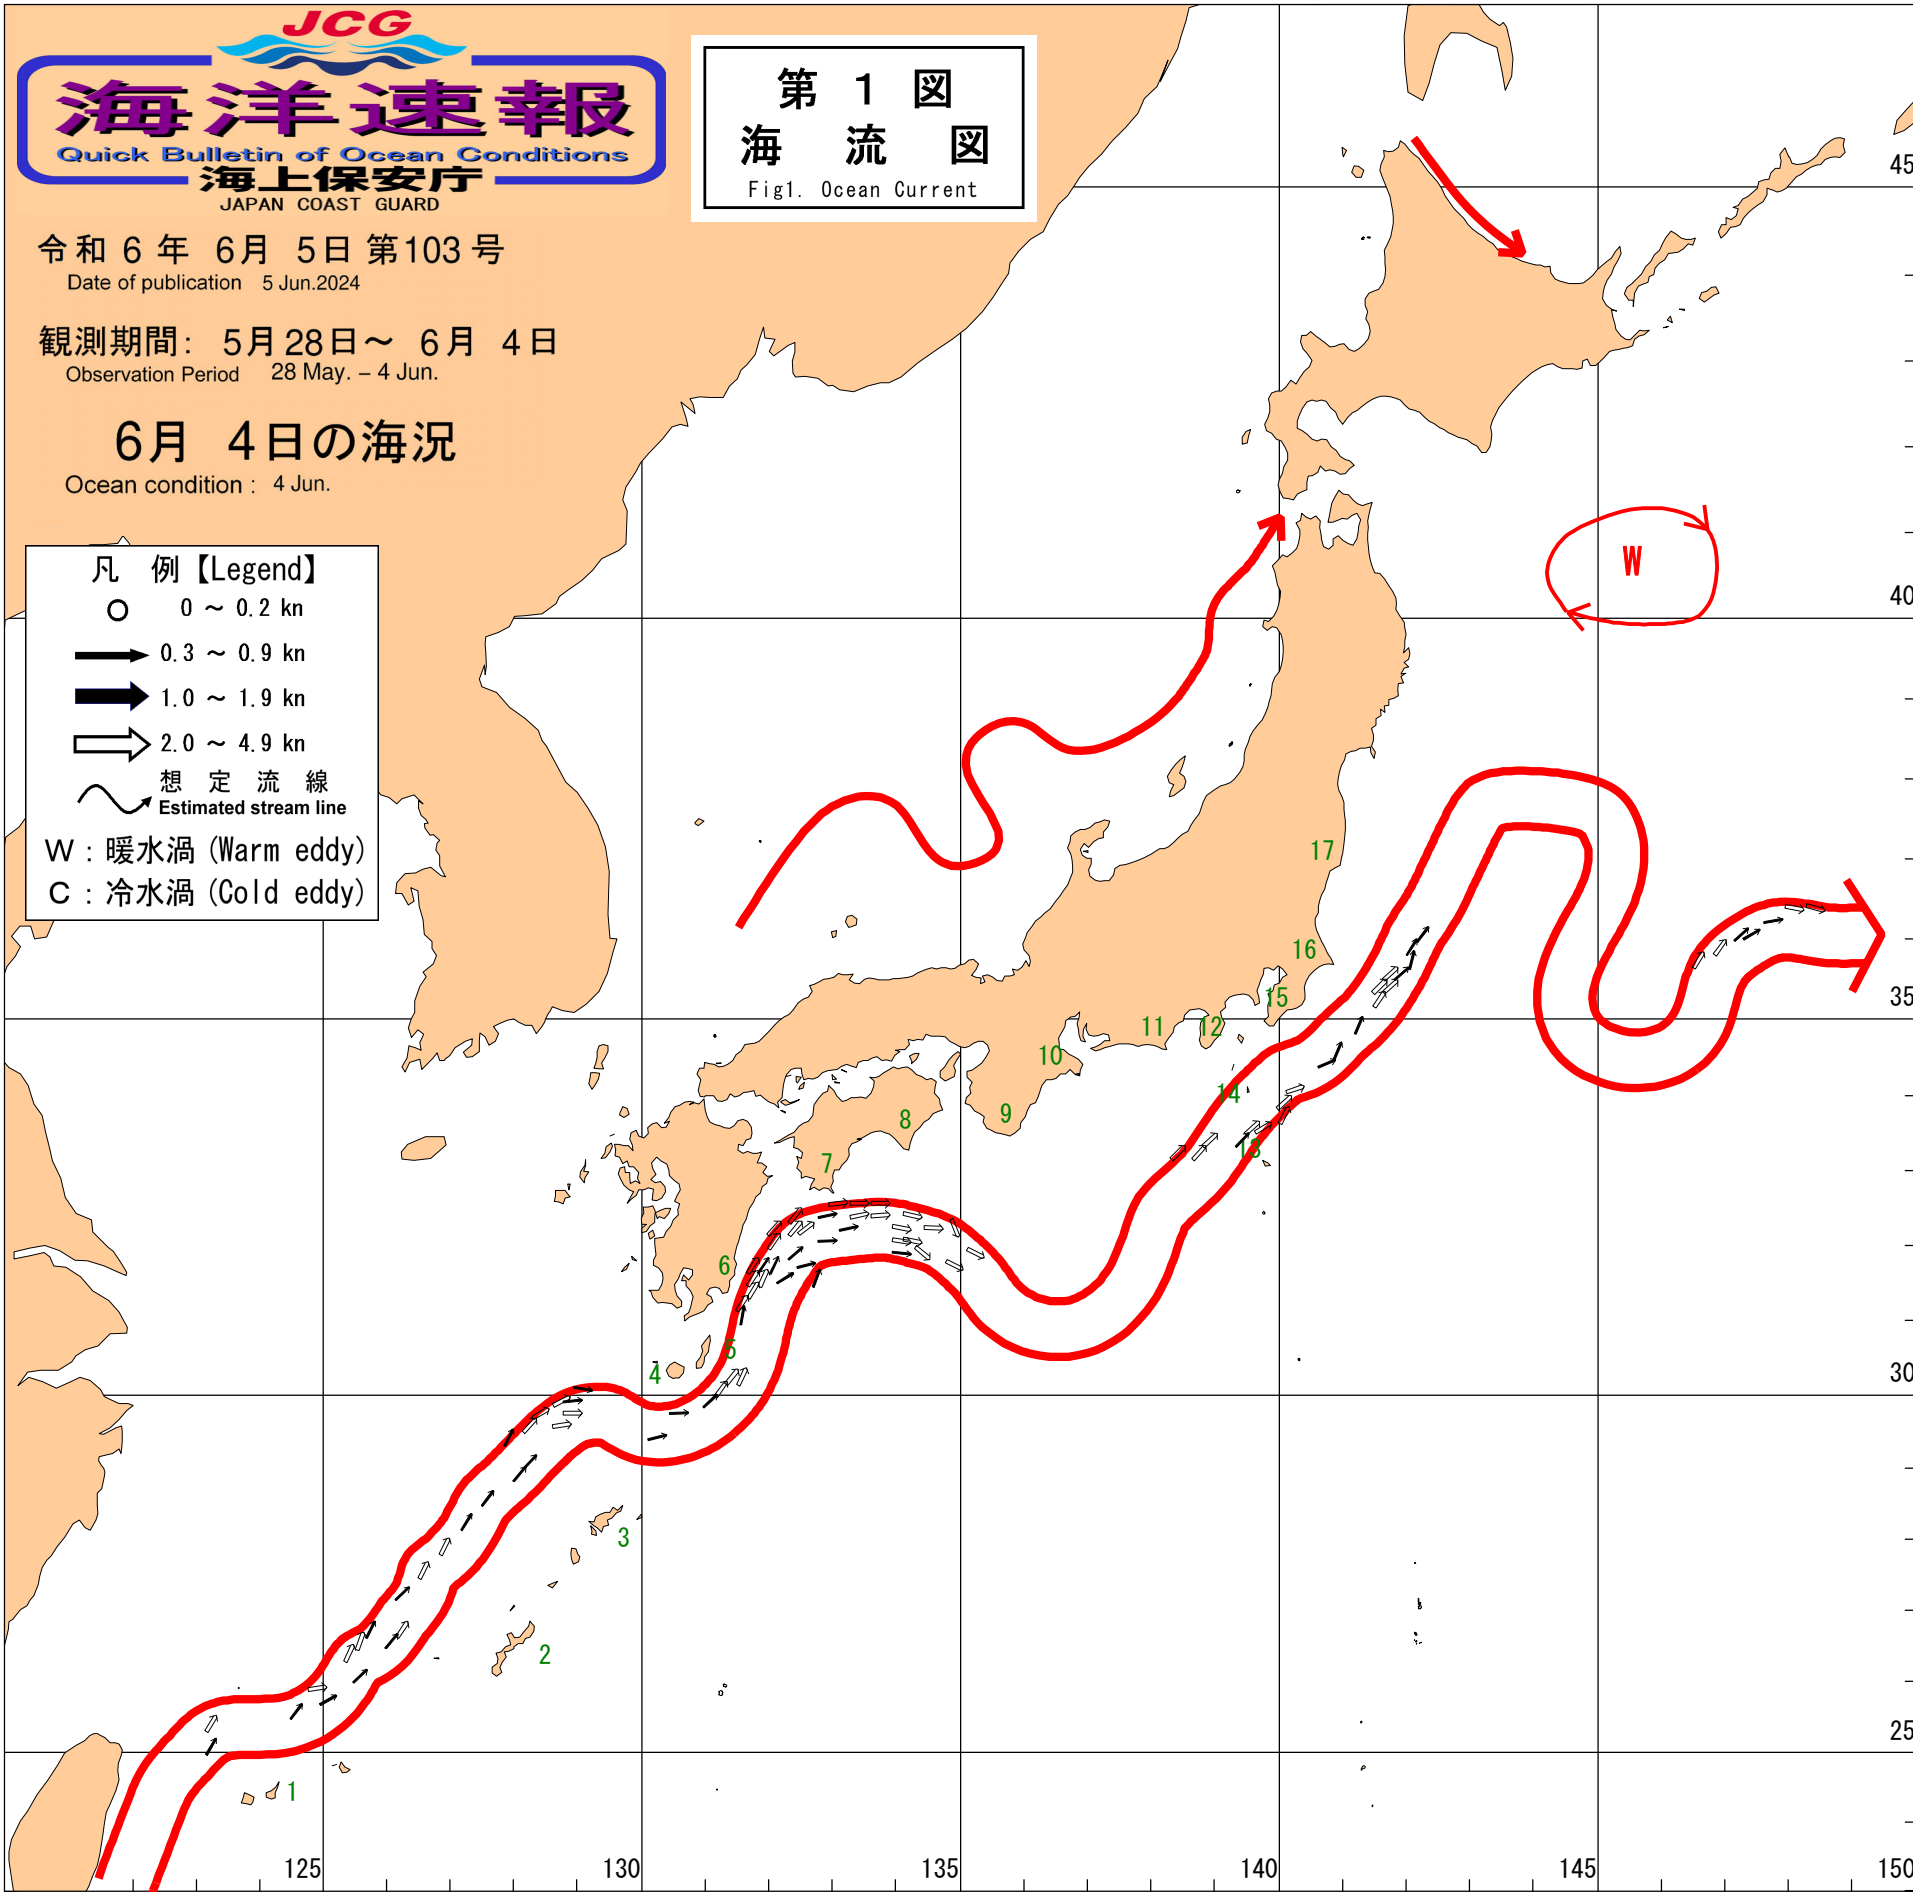 JCG
海洋速報
Quick Bulletin of Ocean Conditions
海上保安庁
JAPAN COAST GUARD
第 1 図
海 流 図
Fig1. Ocean Current
令和 6 年 6月 5日 第103 号
Date of publication 5 Jun.2024
観測期間: 5月 28日～ 6月 4日
Observation Period 28 May. – 4 Jun.
6月 4日の海況
Ocean condition : 4 Jun.
凡 例【Legend】
0 ～ 0.2 kn
0.3 ～ 0.9 kn
1.0 ～ 1.9 kn
2.0 ～ 4.9 kn
想 定 流 線
Estimated stream line
W : 暖水渦 (Warm eddy)
C : 冷水渦 (Cold eddy)
45
W
40
17
16
15
35
11
12
10
14
9
8
13
7
6
5
4
30
3
2
25
1
125
130
135
140
145
150